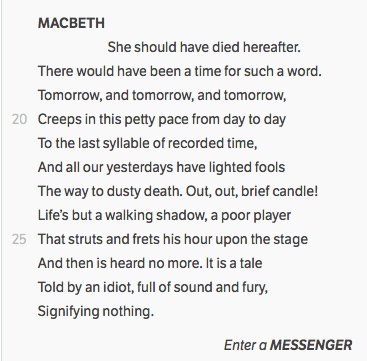 MACBETH
She should have died hereafter.
There would have been a time for such a word.
Tomorrow, and tomorrow, and tomorrow,
20 Creeps in this petty pace from day to day
To the last syllable of recorded time,
And all our yesterdays have lighted fools
The way to dusty death. Out, out, brief candle!
Life's but a walking shadow, a poor player
25 That struts and frets his hour upon the stage
And then is heard no more. It is a tale
Told by an idiot, full of sound and fury,
Signifying nothing.
Enter a MESSENGER